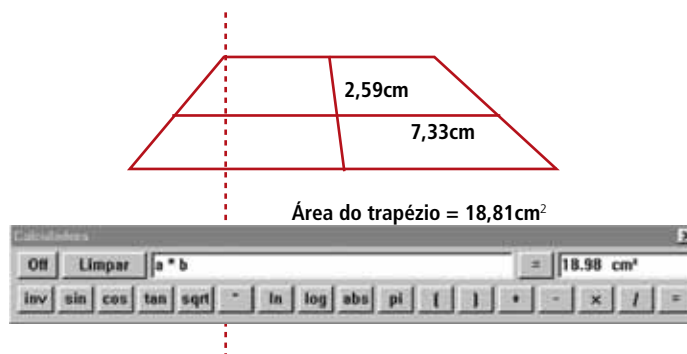 2,59cm
7,33cm
Área do trapézio = 18,81cm²
Calculadora
Off Limpar a * b = 18.98 cm²
inv sin cos tan sqrt ^ ln log abs pi ( ) + - × / =